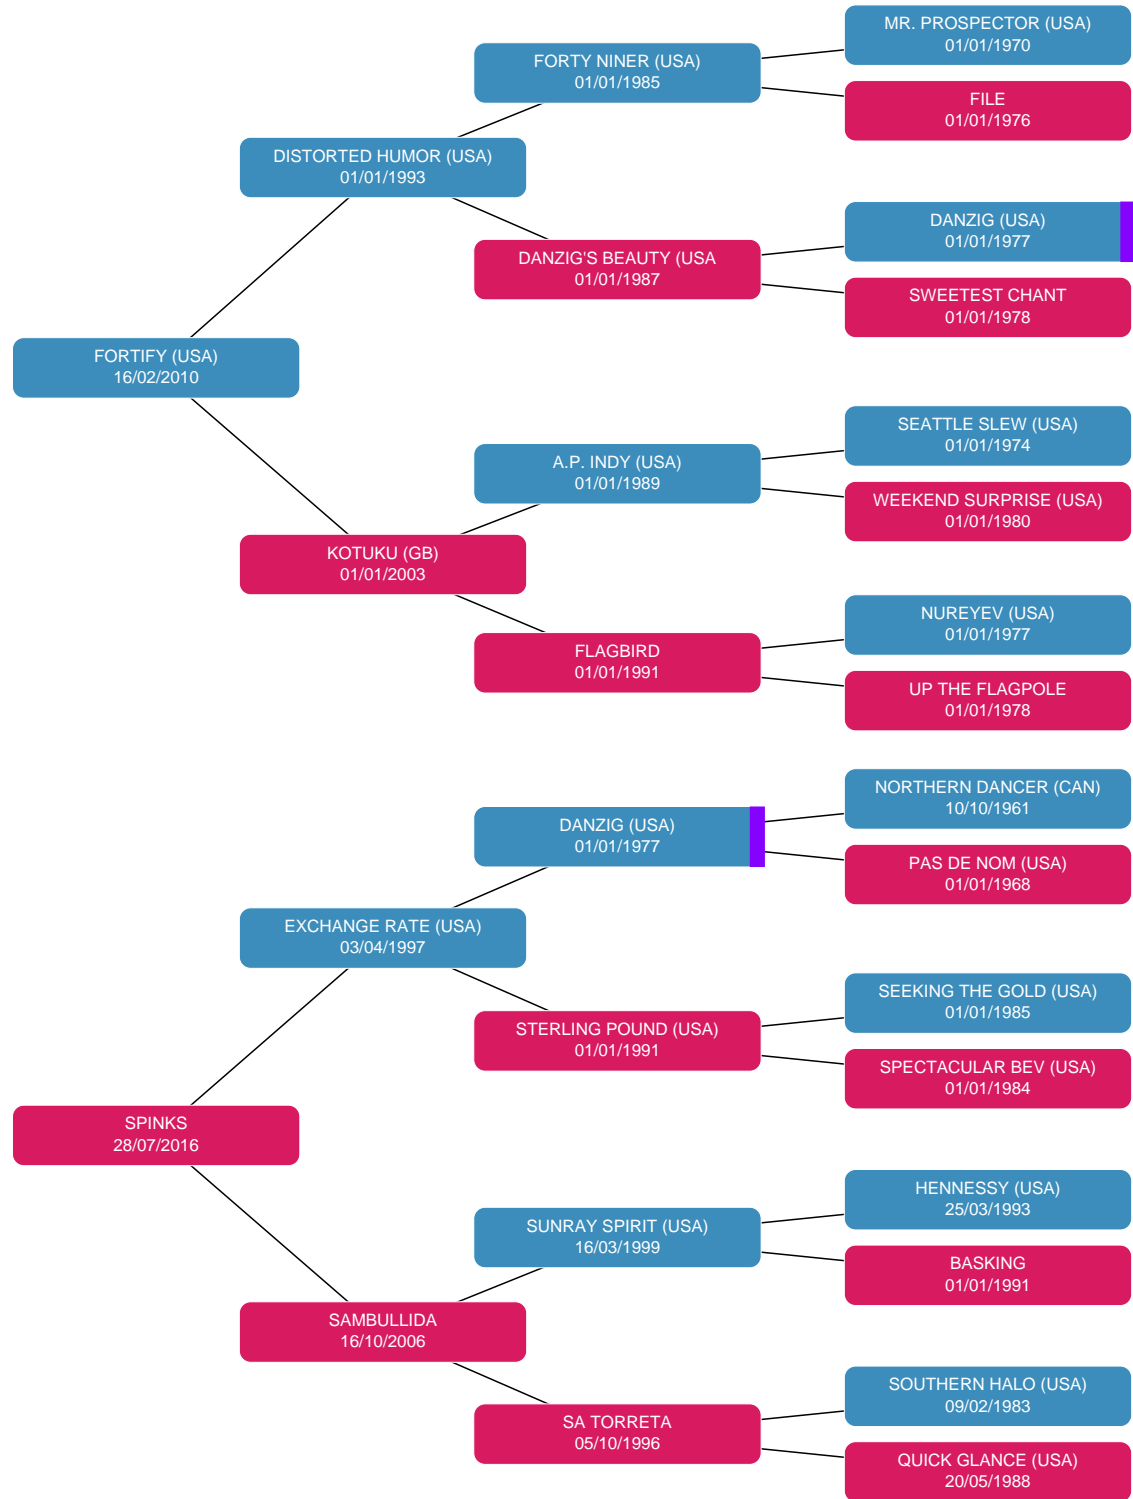 MR. PROSPECTOR (USA)
01/01/1970
FORTY NINER (USA)
01/01/1985
FILE
01/01/1976
DISTORTED HUMOR (USA)
01/01/1993
DANZIG (USA)
01/01/1977
DANZIG'S BEAUTY (USA
01/01/1987
SWEETEST CHANT
01/01/1978
FORTIFY (USA)
16/02/2010
SEATTLE SLEW (USA)
01/01/1974
A.P. INDY (USA)
01/01/1989
WEEKEND SURPRISE (USA)
01/01/1980
KOTUKU (GB)
01/01/2003
NUREYEV (USA)
01/01/1977
FLAGBIRD
01/01/1991
UP THE FLAGPOLE
01/01/1978
NORTHERN DANCER (CAN)
10/10/1961
DANZIG (USA)
01/01/1977
PAS DE NOM (USA)
01/01/1968
EXCHANGE RATE (USA)
03/04/1997
SEEKING THE GOLD (USA)
01/01/1985
STERLING POUND (USA)
01/01/1991
SPECTACULAR BEV (USA)
01/01/1984
SPINKS
28/07/2016
HENNESSY (USA)
25/03/1993
SUNRAY SPIRIT (USA)
16/03/1999
BASKING
01/01/1991
SAMBULLIDA
16/10/2006
SOUTHERN HALO (USA)
09/02/1983
SA TORRETA
05/10/1996
QUICK GLANCE (USA)
20/05/1988